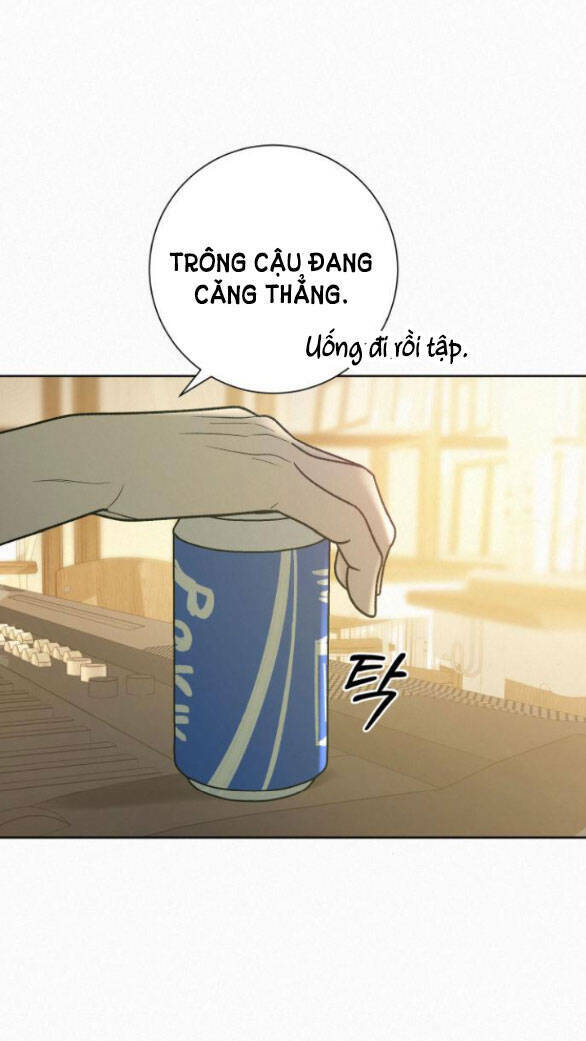 TRÔNG CẬU ĐANG
CĂNG THẲNG.
Uống đi rồi tập.
탁